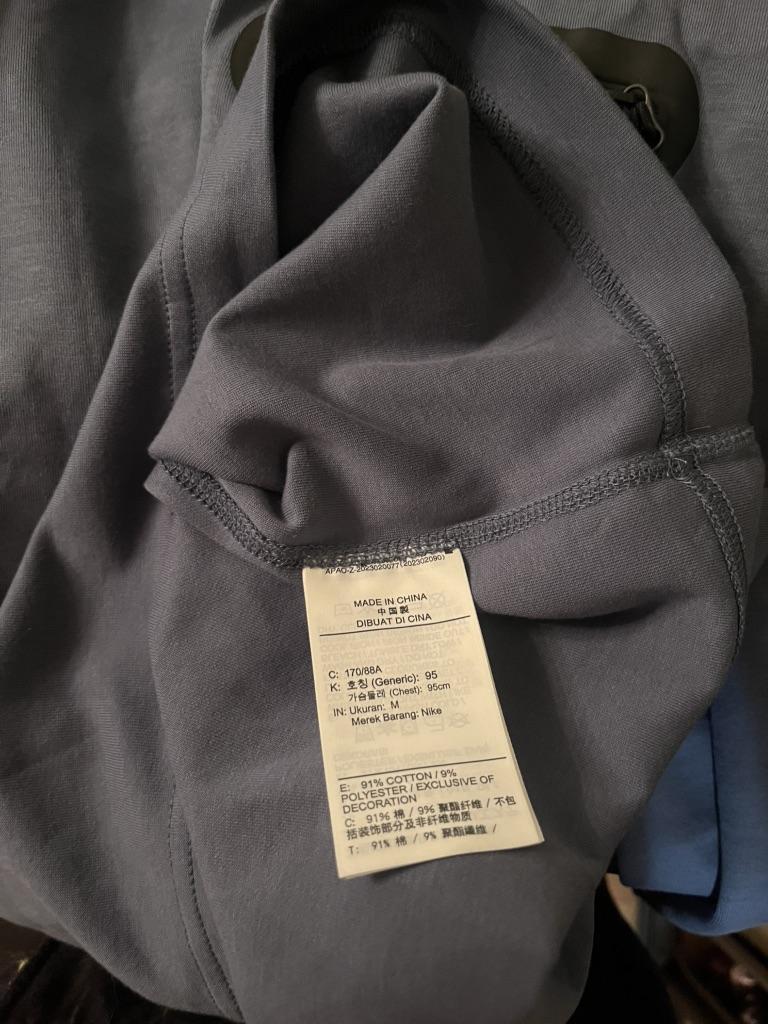 APAO-Z-2023020077(202302090)
MADE IN CHINA
中国製
DIBUAT DI CINA
C: 170/88A
K: 호칭 (Generic): 95
가슴둘레 (Chest): 95cm
IN: Ukuran: M
Merek Barang: Nike
E: 91% COTTON / 9%
POLYESTER / EXCLUSIVE OF
DECORATION
C: 91% 棉 / 9% 聚酯纤维 / 不包
括装饰部分及非纤维物质
T: 91% 棉 / 9% 聚酯纖維 /